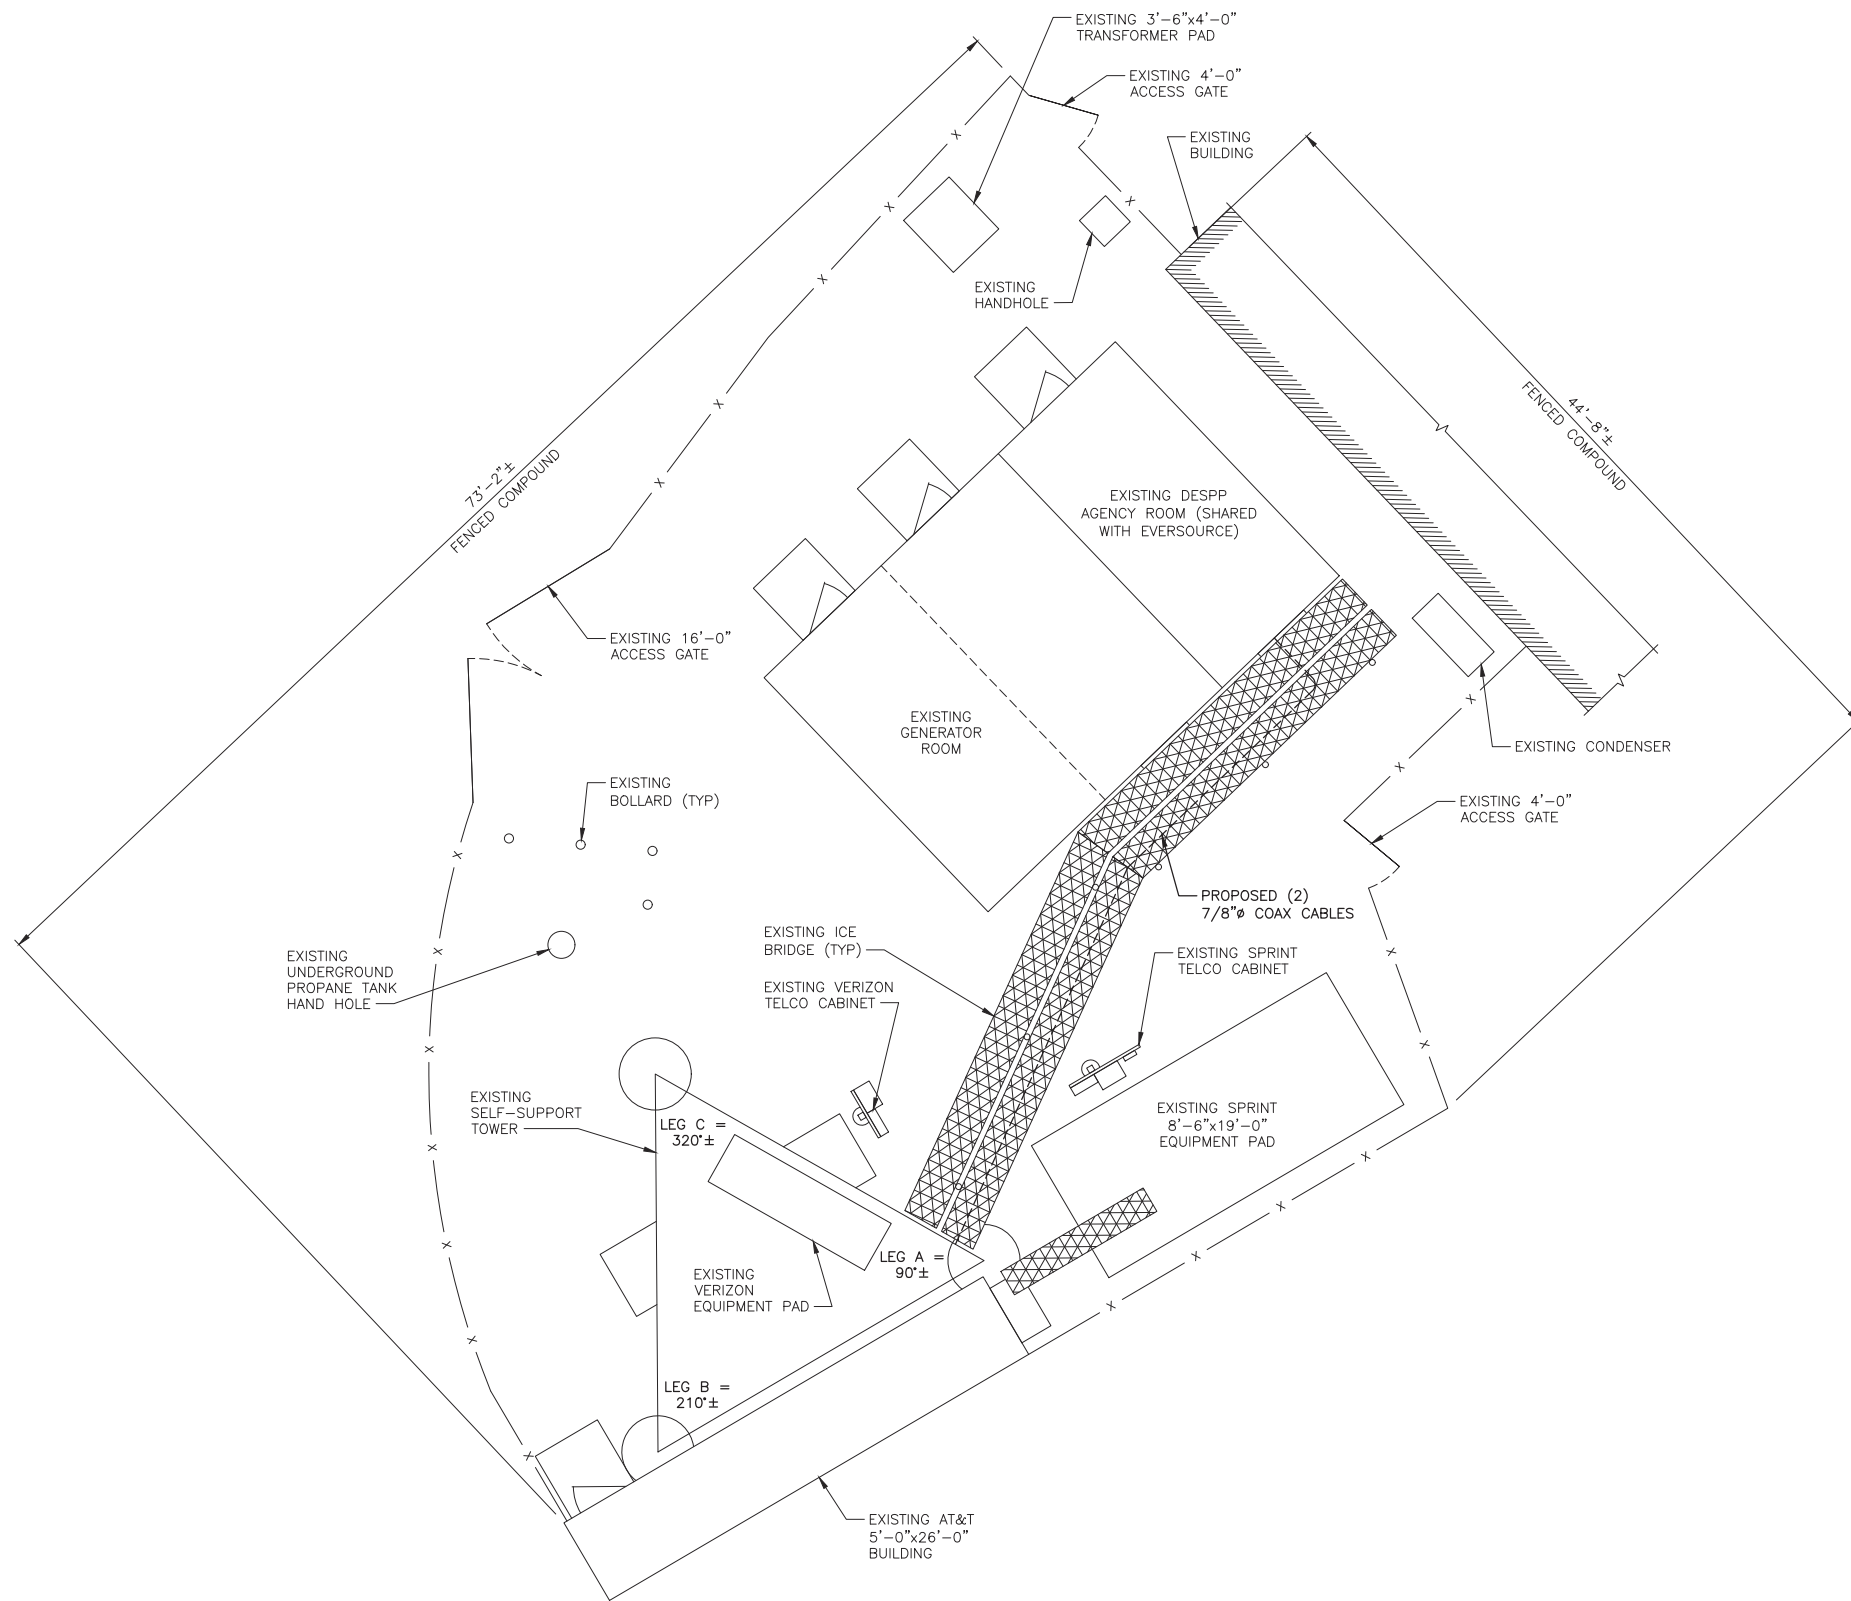 EXISTING 3'-6"x4'-0"
TRANSFORMER PAD
EXISTING 4'-0"
ACCESS GATE
EXISTING
BUILDING
EXISTING
HANDHOLE
73'-2"±
FENCED COMPOUND
44'-8"±
FENCED COMPOUND
EXISTING DESPP
AGENCY ROOM (SHARED
WITH EVERSOURCE)
EXISTING 16'-0"
ACCESS GATE
EXISTING
GENERATOR
ROOM
EXISTING CONDENSER
EXISTING
BOLLARD (TYP)
EXISTING 4'-0"
ACCESS GATE
PROPOSED (2)
7/8"ø COAX CABLES
EXISTING ICE
BRIDGE (TYP)
EXISTING SPRINT
TELCO CABINET
EXISTING
UNDERGROUND
PROPANE TANK
HAND HOLE
EXISTING VERIZON
TELCO CABINET
EXISTING
SELF-SUPPORT
TOWER
LEG C =
320°±
EXISTING SPRINT
8'-6"x19'-0"
EQUIPMENT PAD
LEG A =
90°±
EXISTING
VERIZON
EQUIPMENT PAD
LEG B =
210°±
EXISTING AT&T
5'-0"x26'-0"
BUILDING